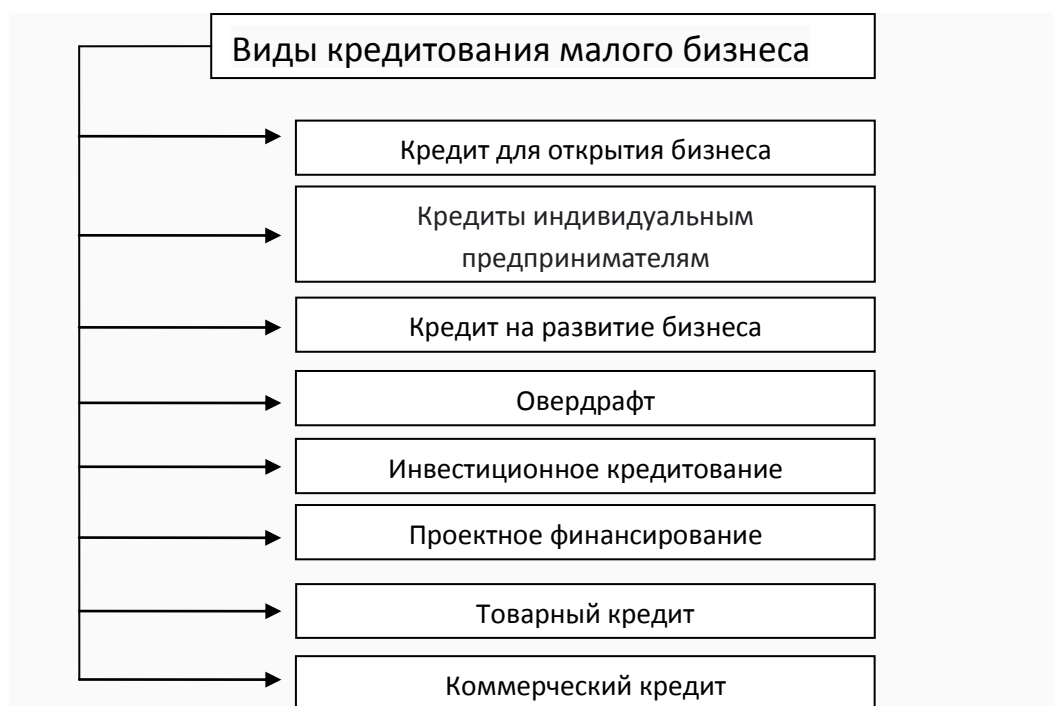 Виды кредитования малого бизнеса
Кредит для открытия бизнеса
Кредиты индивидуальным
предпринимателям
Кредит на развитие бизнеса
Овердрафт
Инвестиционное кредитование
Проектное финансирование
Товарный кредит
Коммерческий кредит